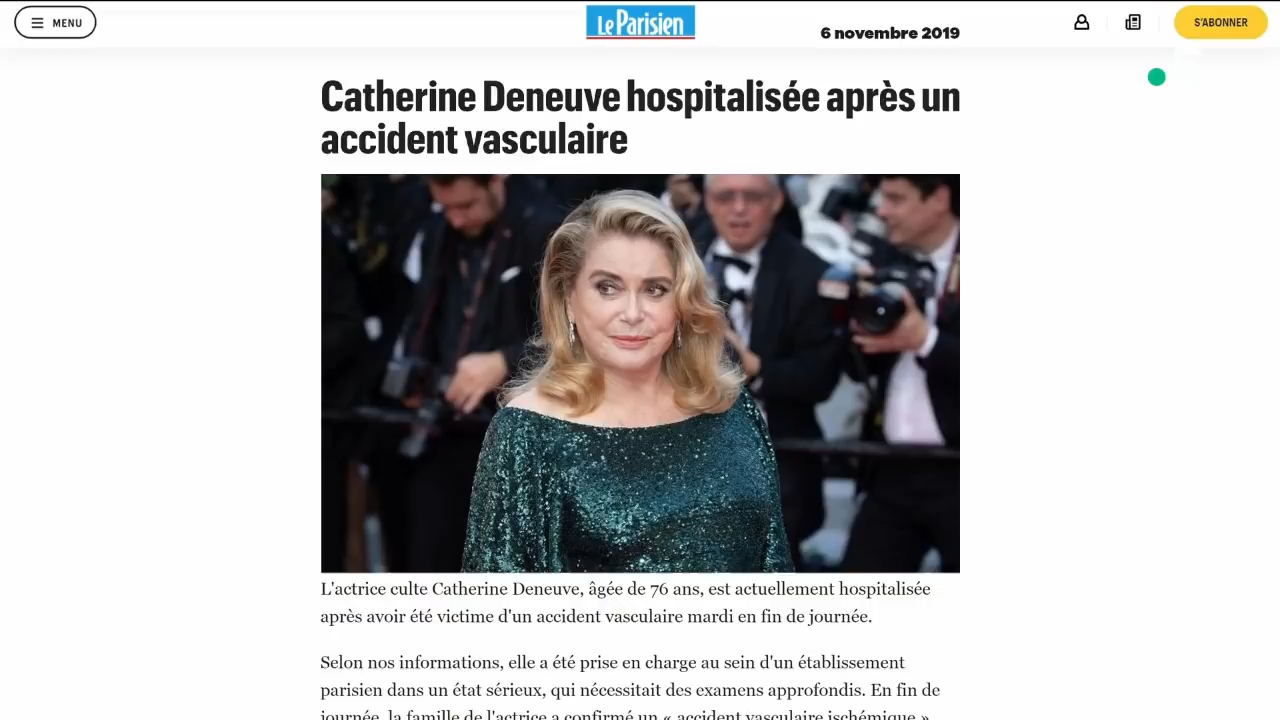 MENU
Le Parisien
6 novembre 2019
S'ABONNER
Catherine Deneuve hospitalisée après un
accident vasculaire
L'actrice culte Catherine Deneuve, âgée de 76 ans, est actuellement hospitalisée
après avoir été victime d'un accident vasculaire mardi en fin de journée.
Selon nos informations, elle a été prise en charge au sein d'un établissement
parisien dans un état sérieux, qui nécessitait des examens approfondis. En fin de
journée, la famille de l'actrice a confirmé un « accident vasculaire ischémique »